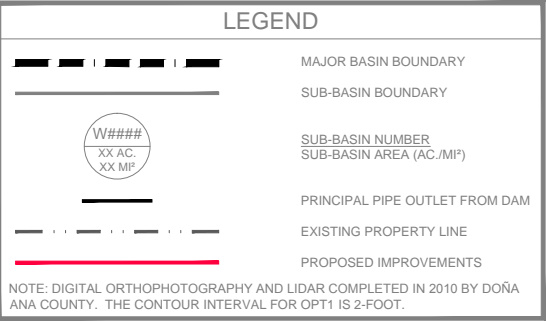 LEGEND
MAJOR BASIN BOUNDARY
SUB-BASIN BOUNDARY
W####
XX AC.
XX MI²
SUB-BASIN NUMBER
SUB-BASIN AREA (AC./MI²)
PRINCIPAL PIPE OUTLET FROM DAM
EXISTING PROPERTY LINE
PROPOSED IMPROVEMENTS
NOTE: DIGITAL ORTHOPHOTOGRAPHY AND LIDAR COMPLETED IN 2010 BY DOÑA
ANA COUNTY. THE CONTOUR INTERVAL FOR OPT1 IS 2-FOOT.